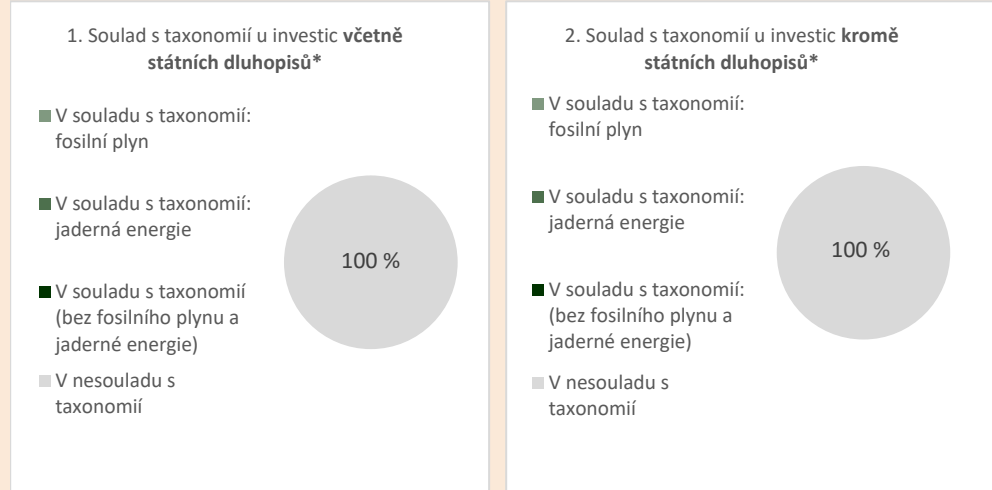 1. Soulad s taxonomií u investic včetně
státních dluhopisů*
V souladu s taxonomií:
fosilní plyn
V souladu s taxonomií:
jaderná energie
V souladu s taxonomií
(bez fosilního plynu a
jaderné energie)
V nesouladu s
taxonomií
100 %
2. Soulad s taxonomií u investic kromě
státních dluhopisů*
V souladu s taxonomií:
fosilní plyn
V souladu s taxonomií:
jaderná energie
V souladu s taxonomií:
(bez fosilního plynu a
jaderné energie)
V nesouladu s
taxonomií
100 %